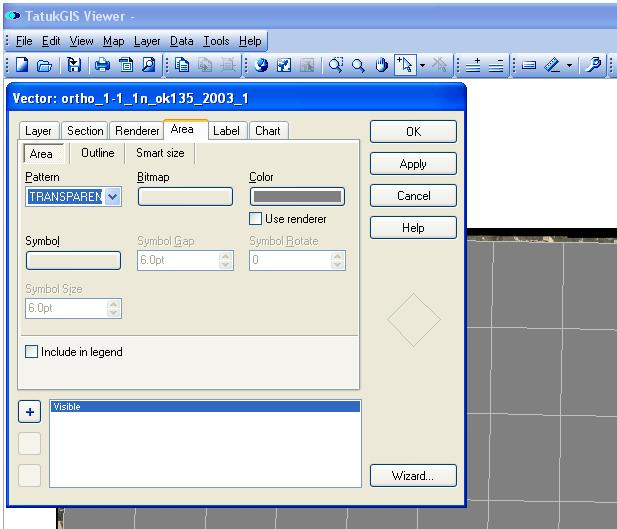 TatukGIS Viewer -
File Edit View Map Layer Data Tools Help
Vector: ortho_1-1_1n_ok135_2003_1
Layer Section Renderer Area Label Chart
Area Outline Smart size
Pattern Bitmap Color
TRANSPAREN
Use renderer
Symbol Symbol Gap Symbol Rotate
6.0pt 0
Symbol Size
6.0pt
Include in legend
+ Visible
OK
Apply
Cancel
Help
Wizard...